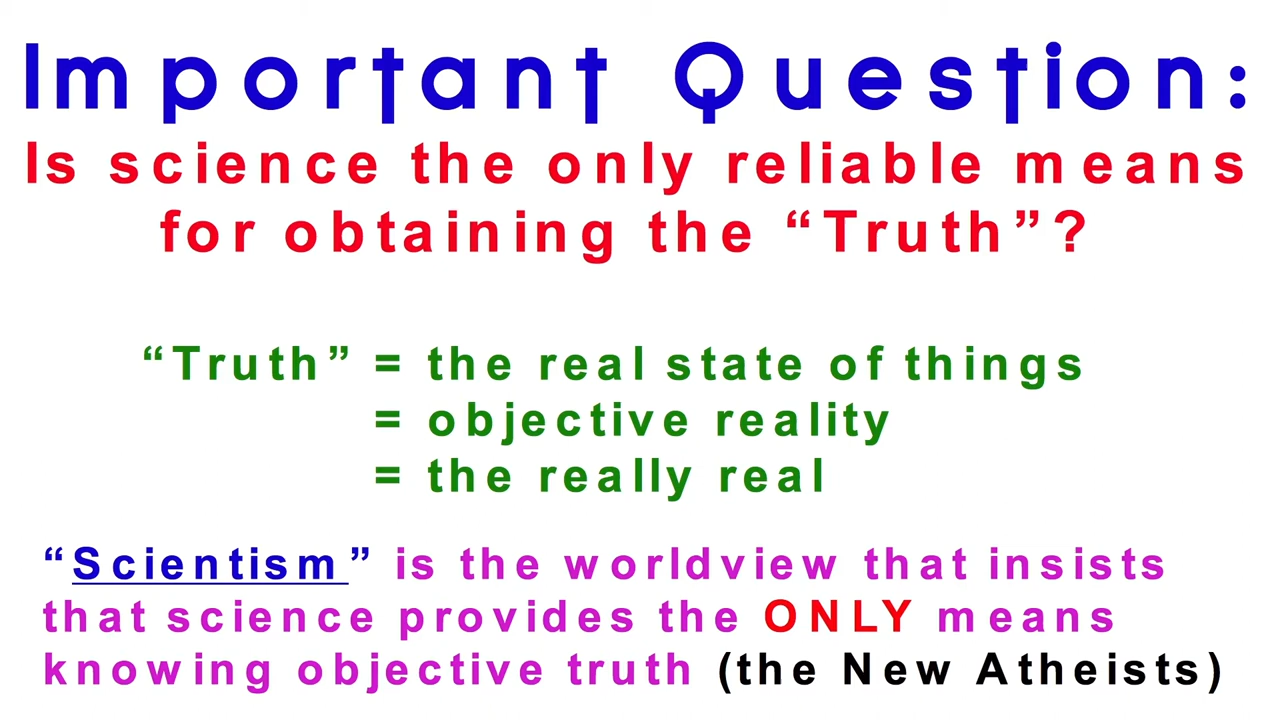 Important Question:
Is science the only reliable means
for obtaining the “Truth”?
“Truth” = the real state of things
= objective reality
= the really real
“Scientism” is the worldview that insists
that science provides the ONLY means
knowing objective truth (the New Atheists)